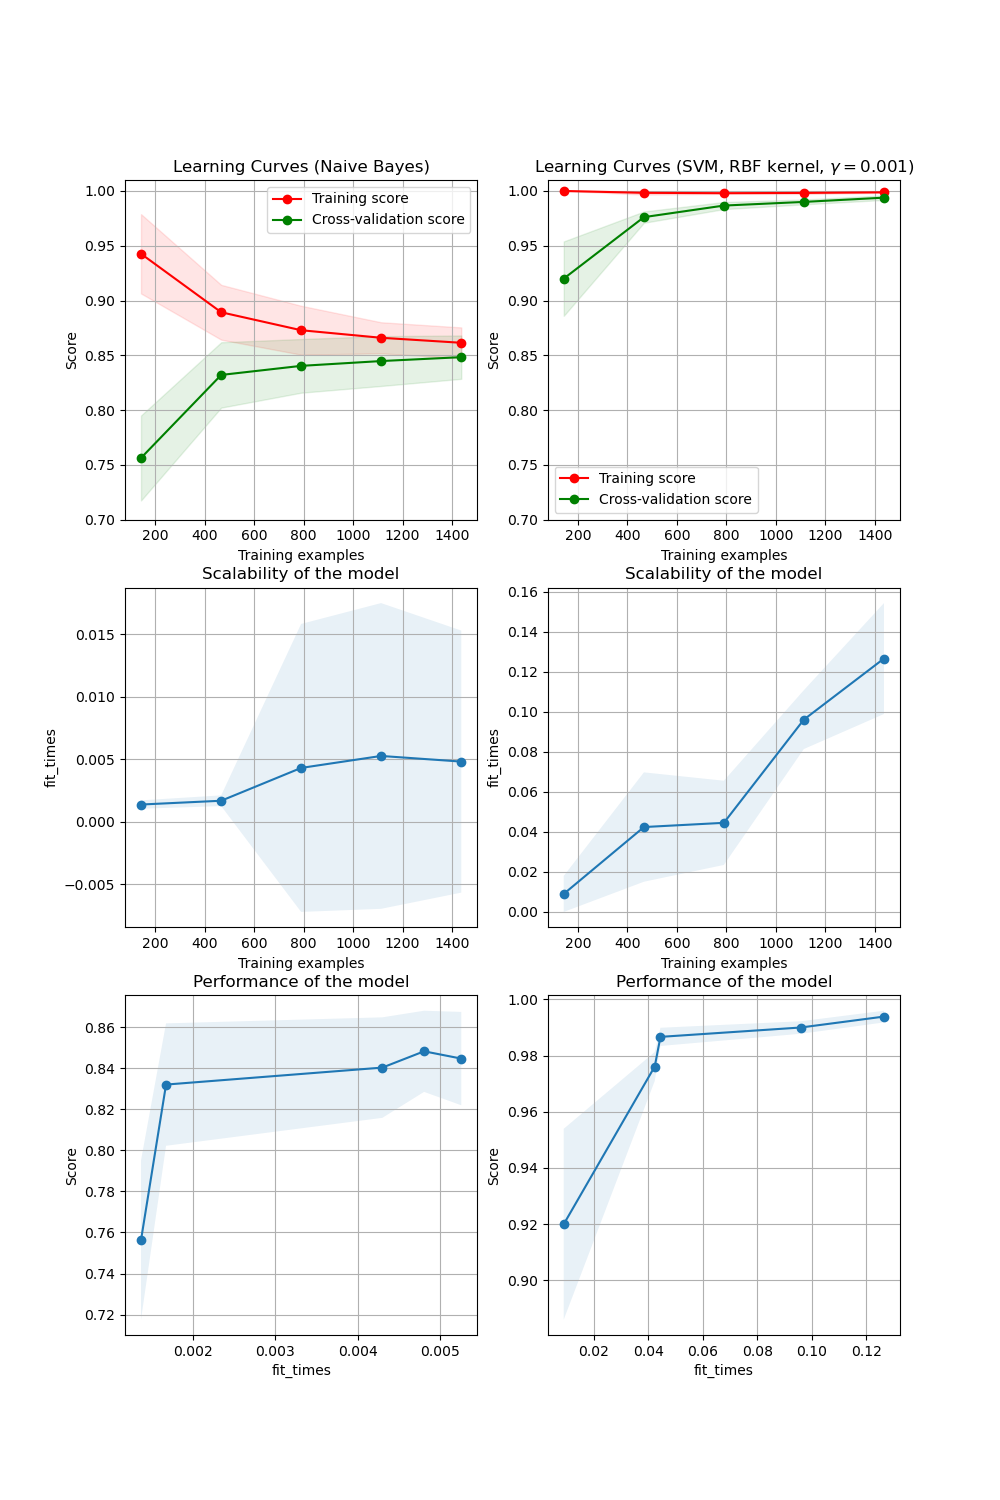 Learning Curves (Naive Bayes)
Score
1.00
0.95
0.90
0.85
0.80
0.75
0.70
Training score
Cross-validation score
200 400 600 800 1000 1200 1400
Training examples
Learning Curves (SVM, RBF kernel, γ = 0.001)
Score
1.00
0.95
0.90
0.85
0.80
0.75
0.70
Training score
Cross-validation score
200 400 600 800 1000 1200 1400
Training examples
Scalability of the model
fit_times
0.015
0.010
0.005
0.000
−0.005
200 400 600 800 1000 1200 1400
Training examples
Scalability of the model
fit_times
0.16
0.14
0.12
0.10
0.08
0.06
0.04
0.02
0.00
200 400 600 800 1000 1200 1400
Training examples
Performance of the model
Score
0.86
0.84
0.82
0.80
0.78
0.76
0.74
0.72
0.002 0.003 0.004 0.005
fit_times
Performance of the model
Score
1.00
0.98
0.96
0.94
0.92
0.90
0.02 0.04 0.06 0.08 0.10 0.12
fit_times